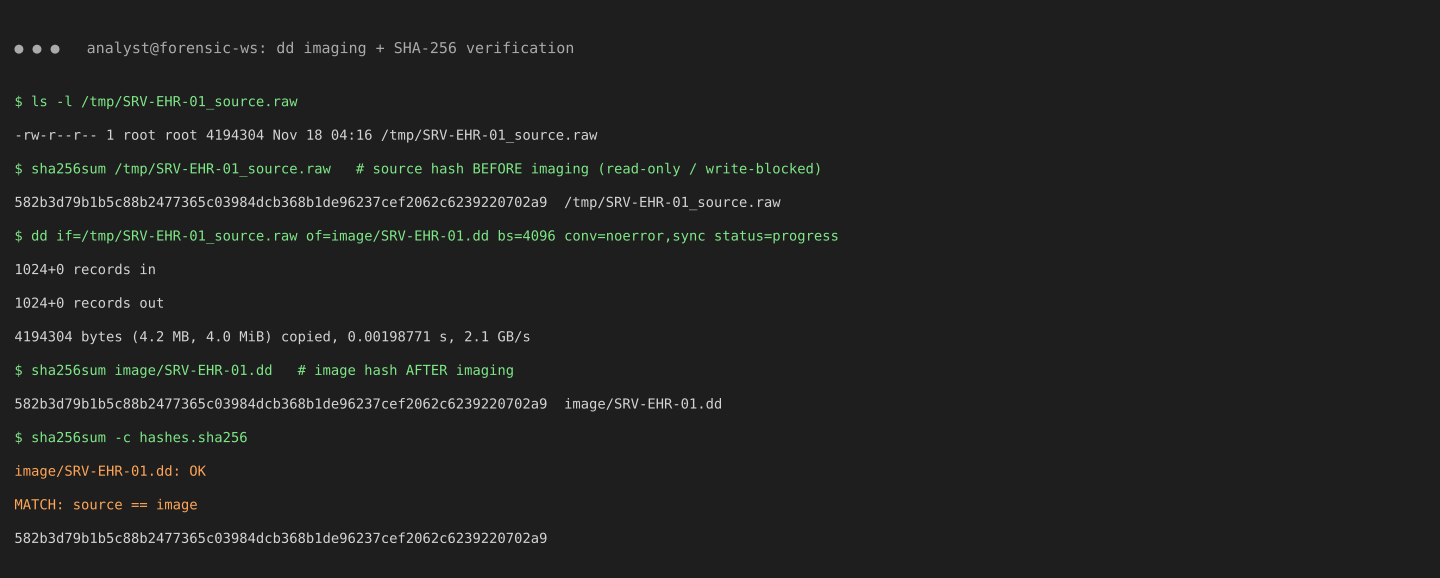 ● ● ●   analyst@forensic-ws: dd imaging + SHA-256 verification
$ ls -l /tmp/SRV-EHR-01_source.raw
-rw-r--r-- 1 root root 4194304 Nov 18 04:16 /tmp/SRV-EHR-01_source.raw
$ sha256sum /tmp/SRV-EHR-01_source.raw   # source hash BEFORE imaging (read-only / write-blocked)
582b3d79b1b5c88b2477365c03984dcb368b1de96237cef2062c6239220702a9  /tmp/SRV-EHR-01_source.raw
$ dd if=/tmp/SRV-EHR-01_source.raw of=image/SRV-EHR-01.dd bs=4096 conv=noerror,sync status=progress
1024+0 records in
1024+0 records out
4194304 bytes (4.2 MB, 4.0 MiB) copied, 0.00198771 s, 2.1 GB/s
$ sha256sum image/SRV-EHR-01.dd   # image hash AFTER imaging
582b3d79b1b5c88b2477365c03984dcb368b1de96237cef2062c6239220702a9  image/SRV-EHR-01.dd
$ sha256sum -c hashes.sha256
image/SRV-EHR-01.dd: OK
MATCH: source == image
582b3d79b1b5c88b2477365c03984dcb368b1de96237cef2062c6239220702a9